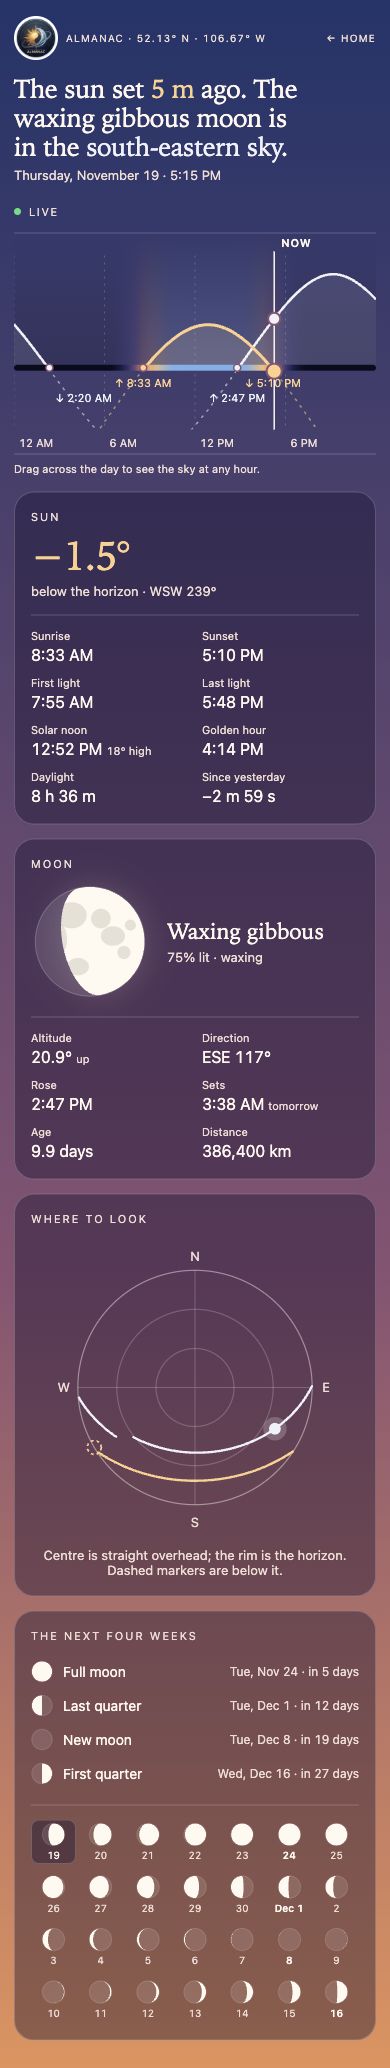 ALMANAC
ALMANAC · 52.13° N · 106.67° W
← HOME
The sun set 5 m ago. The
waxing gibbous moon is
in the south-eastern sky.
Thursday, November 19 · 5:15 PM
LIVE
NOW
↑ 8:33 AM
↓ 5:10 PM
↓ 2:20 AM
↑ 2:47 PM
12 AM
6 AM
12 PM
6 PM
Drag across the day to see the sky at any hour.
SUN
−1.5°
below the horizon · WSW 239°
Sunrise
8:33 AM
Sunset
5:10 PM
First light
7:55 AM
Last light
5:48 PM
Solar noon
12:52 PM 18° high
Golden hour
4:14 PM
Daylight
8 h 36 m
Since yesterday
−2 m 59 s
MOON
Waxing gibbous
75% lit · waxing
Altitude
20.9° up
Direction
ESE 117°
Rose
2:47 PM
Sets
3:38 AM tomorrow
Age
9.9 days
Distance
386,400 km
WHERE TO LOOK
N
W
E
S
Centre is straight overhead; the rim is the horizon.
Dashed markers are below it.
THE NEXT FOUR WEEKS
Full moon
Tue, Nov 24 · in 5 days
Last quarter
Tue, Dec 1 · in 12 days
New moon
Tue, Dec 8 · in 19 days
First quarter
Wed, Dec 16 · in 27 days
19 20 21 22 23 24 25
26 27 28 29 30 Dec 1 2
3 4 5 6 7 8 9
10 11 12 13 14 15 16